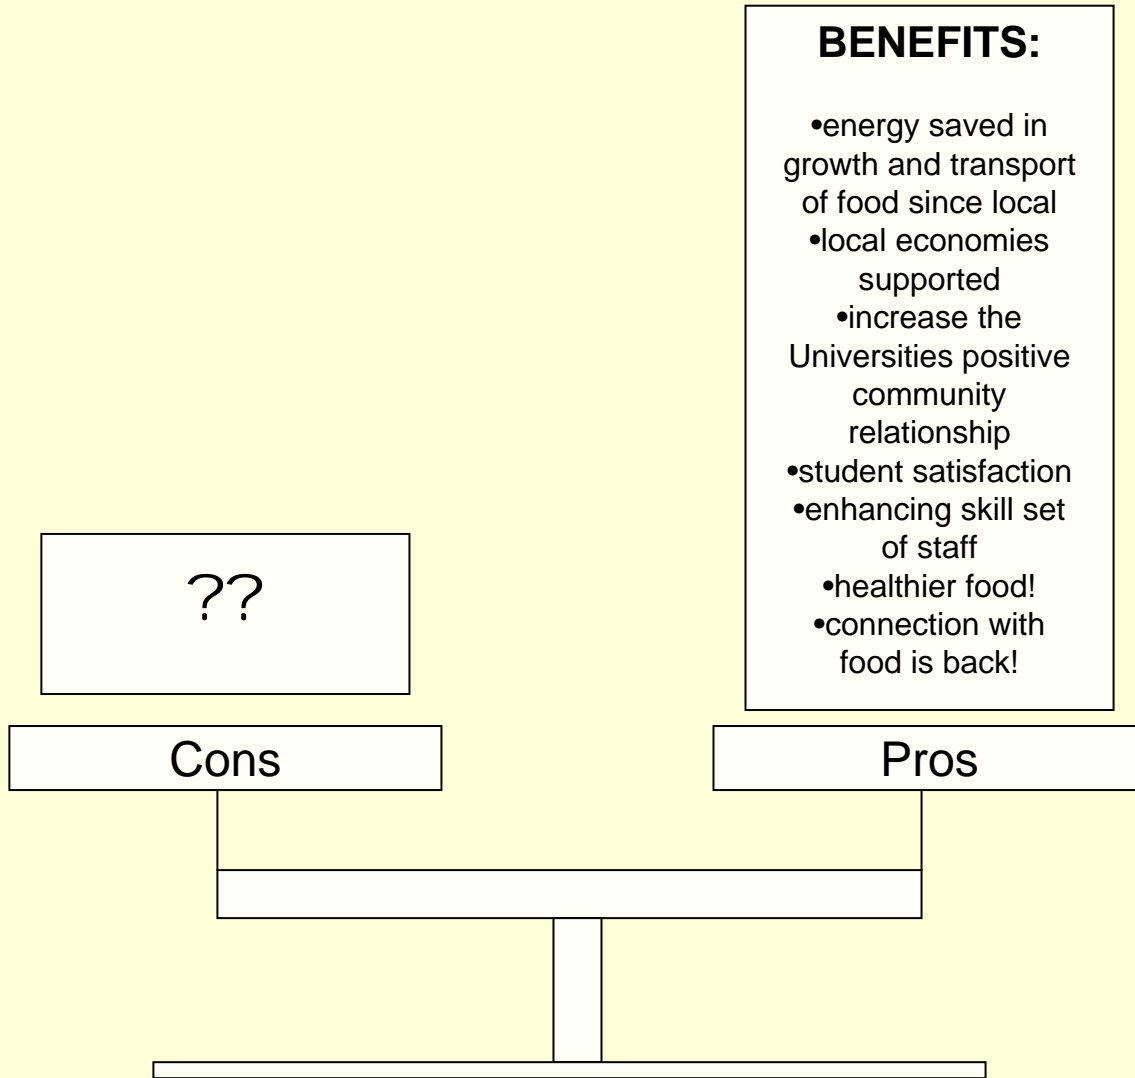 BENEFITS:
•energy saved in
growth and transport
of food since local
•local economies
supported
•increase the
Universities positive
community
relationship
•student satisfaction
•enhancing skill set
of staff
•healthier food!
•connection with
food is back!
??
Cons
Pros